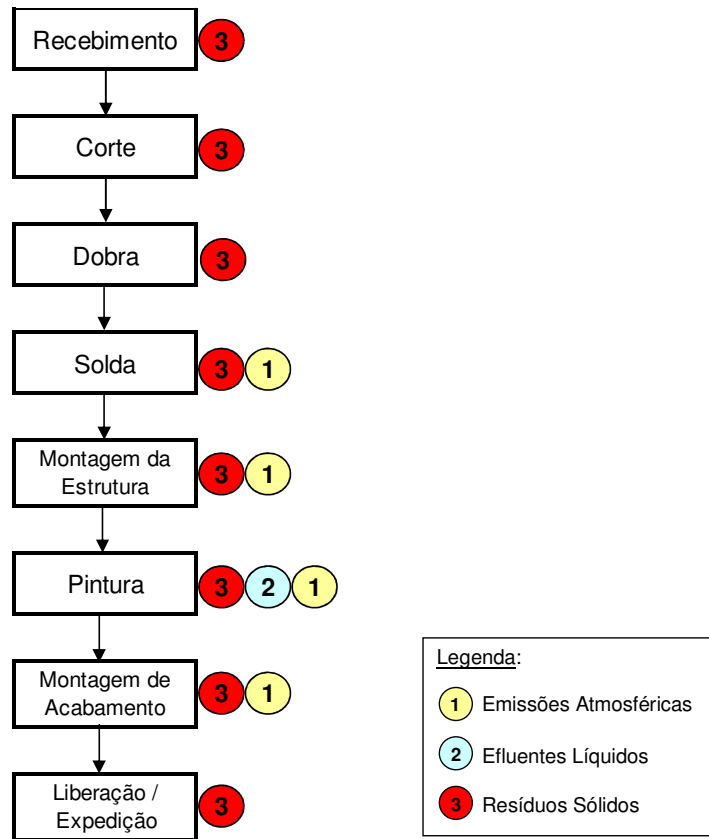 Recebimento 3
Corte 3
Dobra 3
Solda 3 1
Montagem da
Estrutura 3 1
Pintura 3 2 1
Montagem de
Acabamento 3 1
Liberação /
Expedição 3
Legenda:
1 Emissões Atmosféricas
2 Efluentes Líquidos
3 Resíduos Sólidos